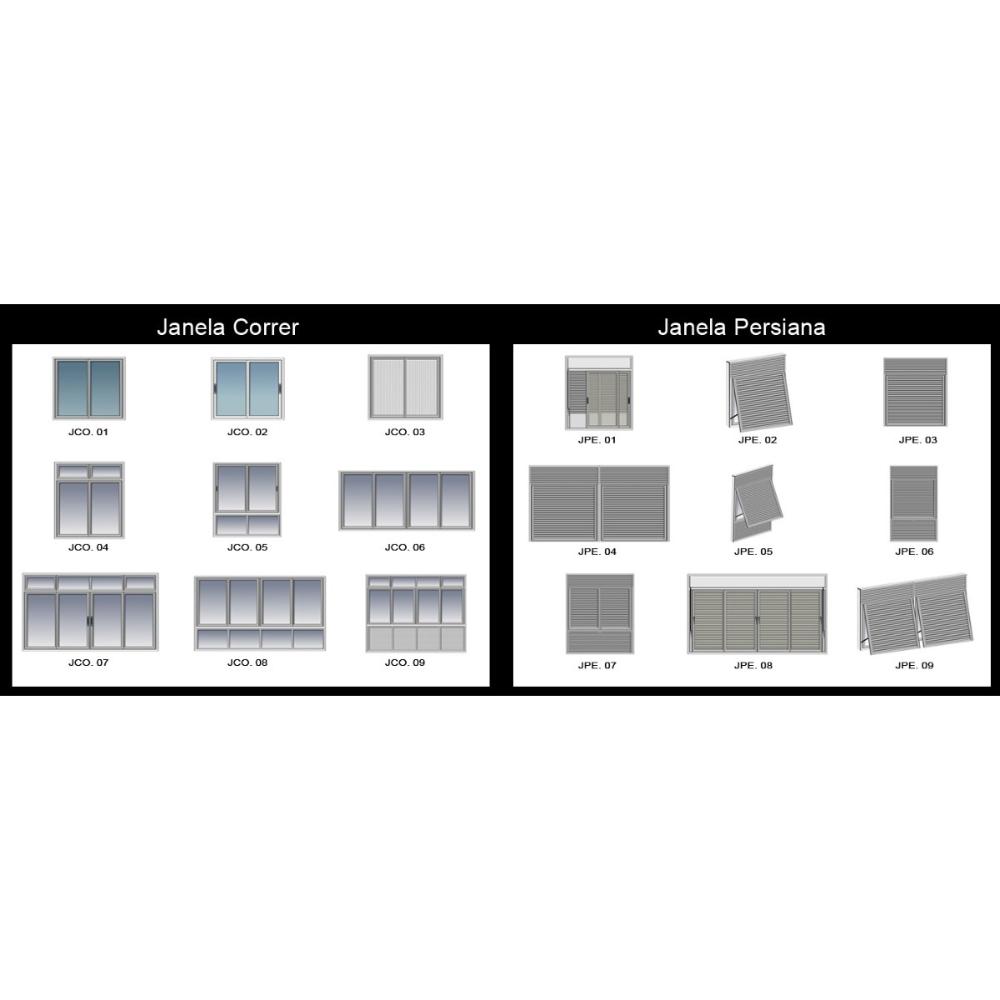 Janela Correr
JCO. 01 JCO. 02 JCO. 03
JCO. 04 JCO. 05 JCO. 06
JCO. 07 JCO. 08 JCO. 09
Janela Persiana
JPE. 01 JPE. 02 JPE. 03
JPE. 04 JPE. 05 JPE. 06
JPE. 07 JPE. 08 JPE. 09